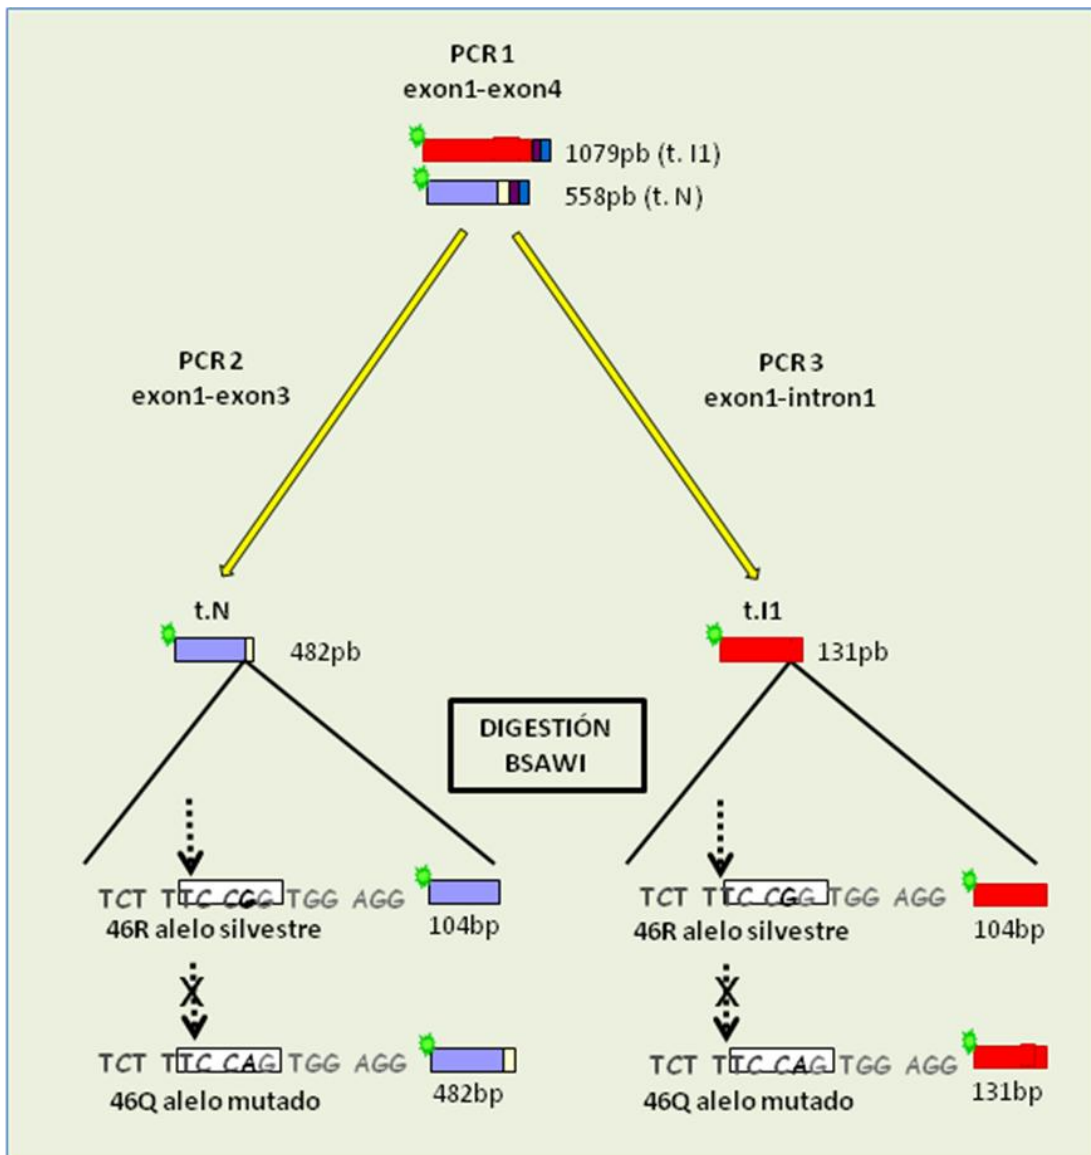 PCR 1
exon1-exon4
1079pb (t. I1)
558pb (t. N)
PCR 2
exon1-exon3
PCR 3
exon1-intron1
t.N
482pb
t.I1
131pb
DIGESTIÓN
BSAWI
TCT TTC CGG TGG AGG
46R alelo silvestre
104bp
TCT TTC CGG TGG AGG
46R alelo silvestre
104bp
X
TCT TTC CAG TGG AGG
46Q alelo mutado
482bp
X
TCT TTC CAG TGG AGG
46Q alelo mutado
131bp